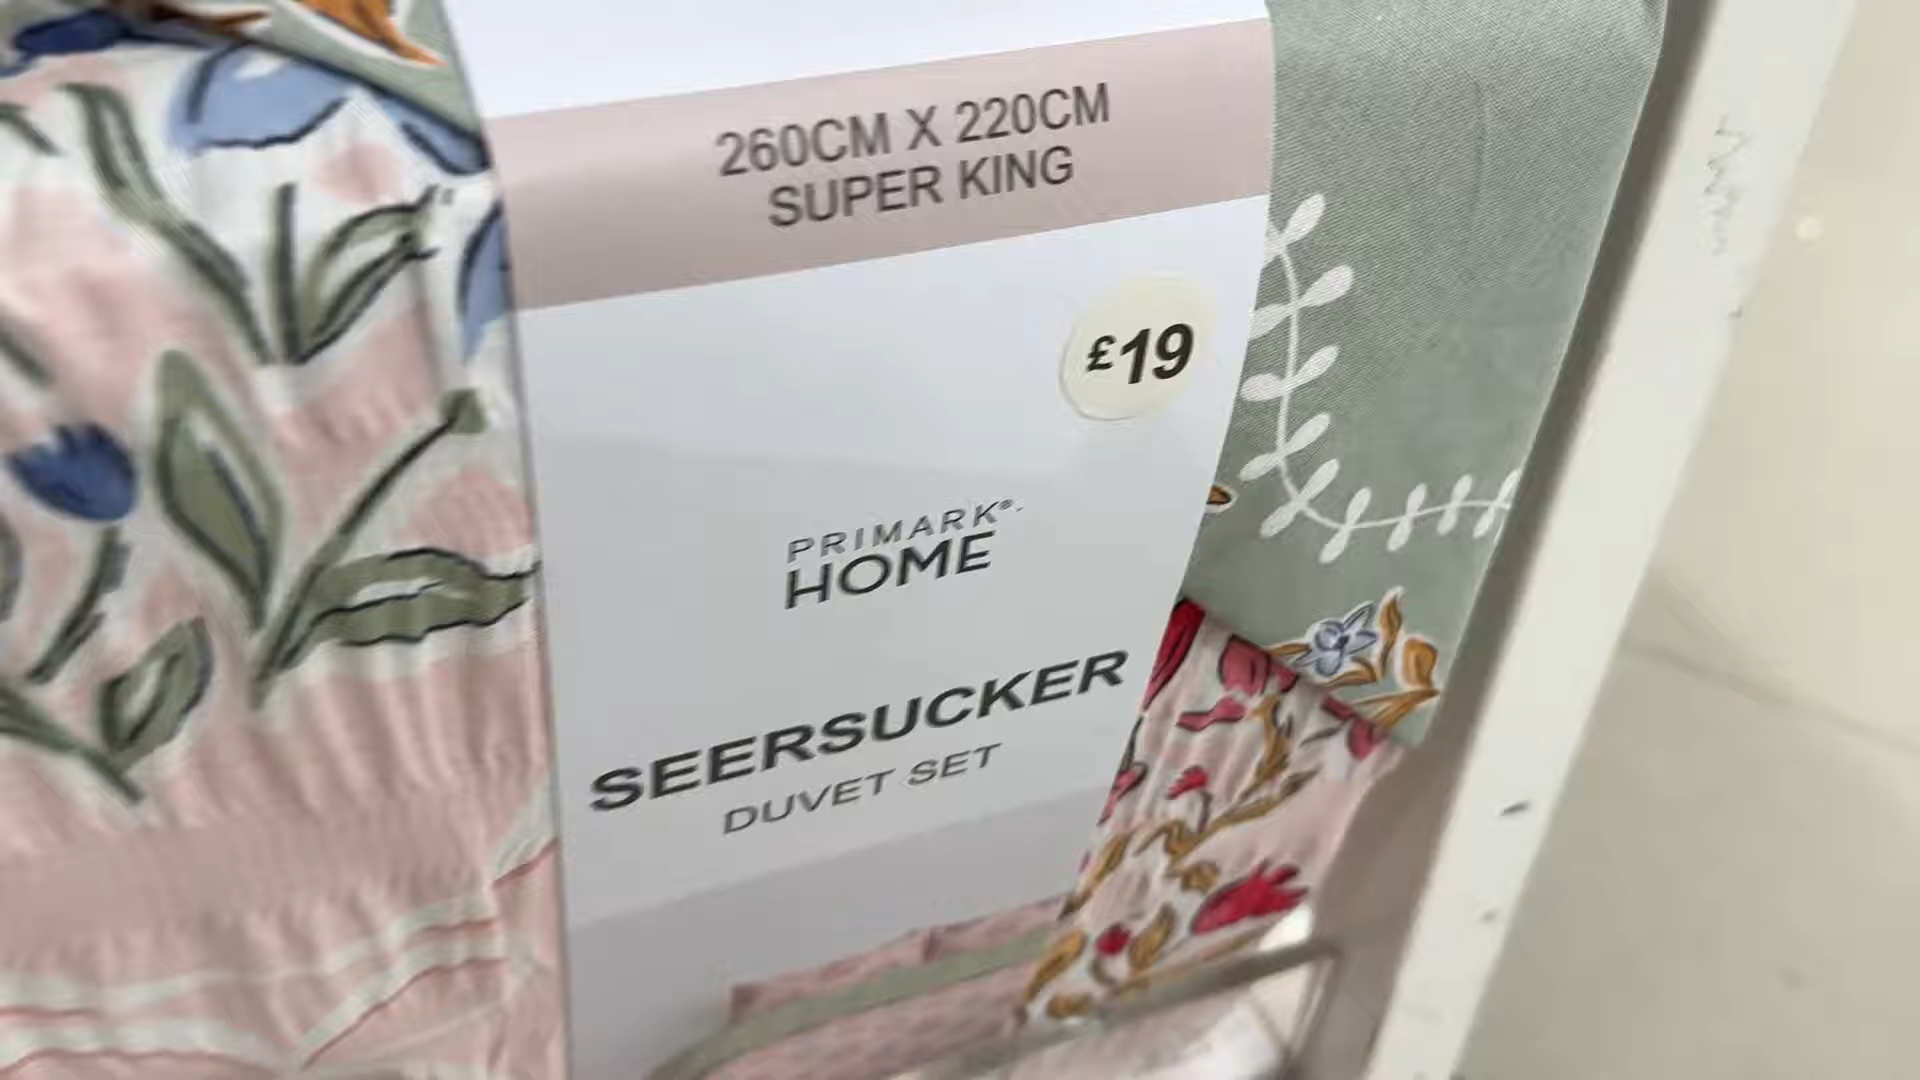 260CM X 220CM
SUPER KING
£19
PRIMARK®
HOME
SEERSUCKER
DUVET SET